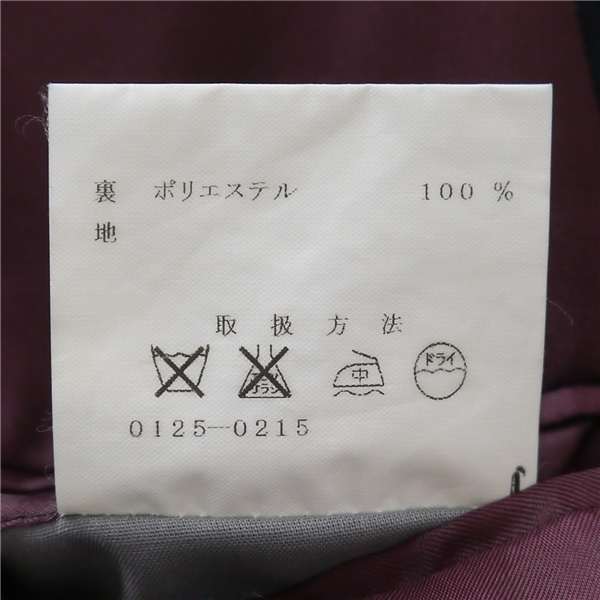 裏 ポリエステル 100 %
地
取扱方法
中 ドライ
0125-0215